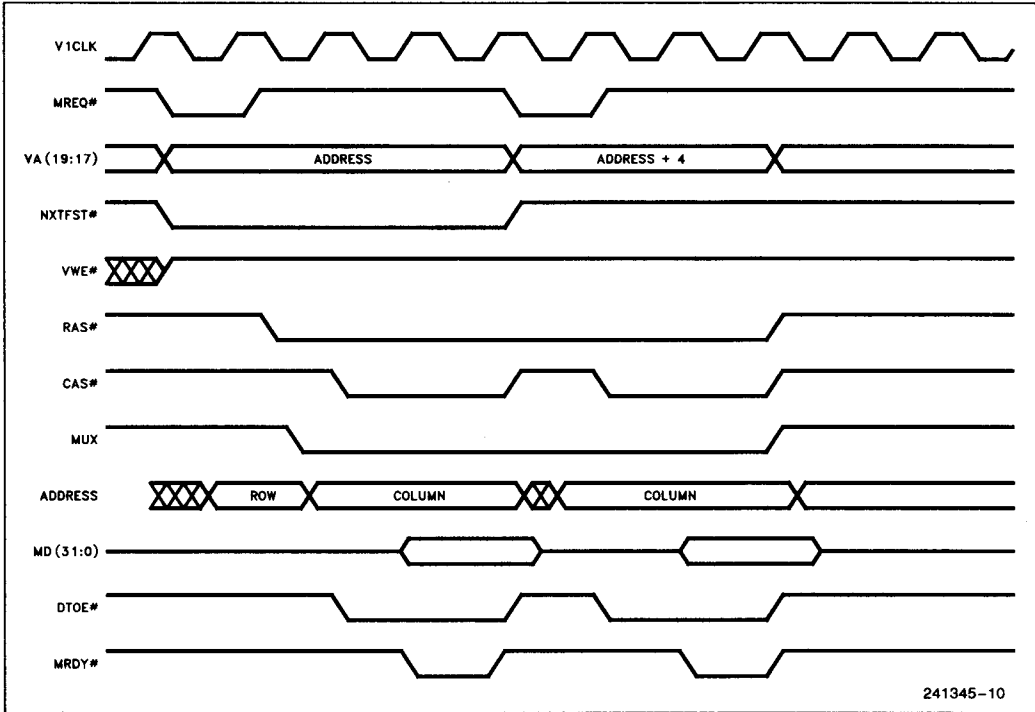 V1CLK
MREQ#
VA(19:17) ADDRESS ADDRESS + 4
NXTFST#
VWE#
RAS#
CAS#
MUX
ADDRESS ROW COLUMN COLUMN
MD(31:0)
DTOE#
MRDY#
241345-10